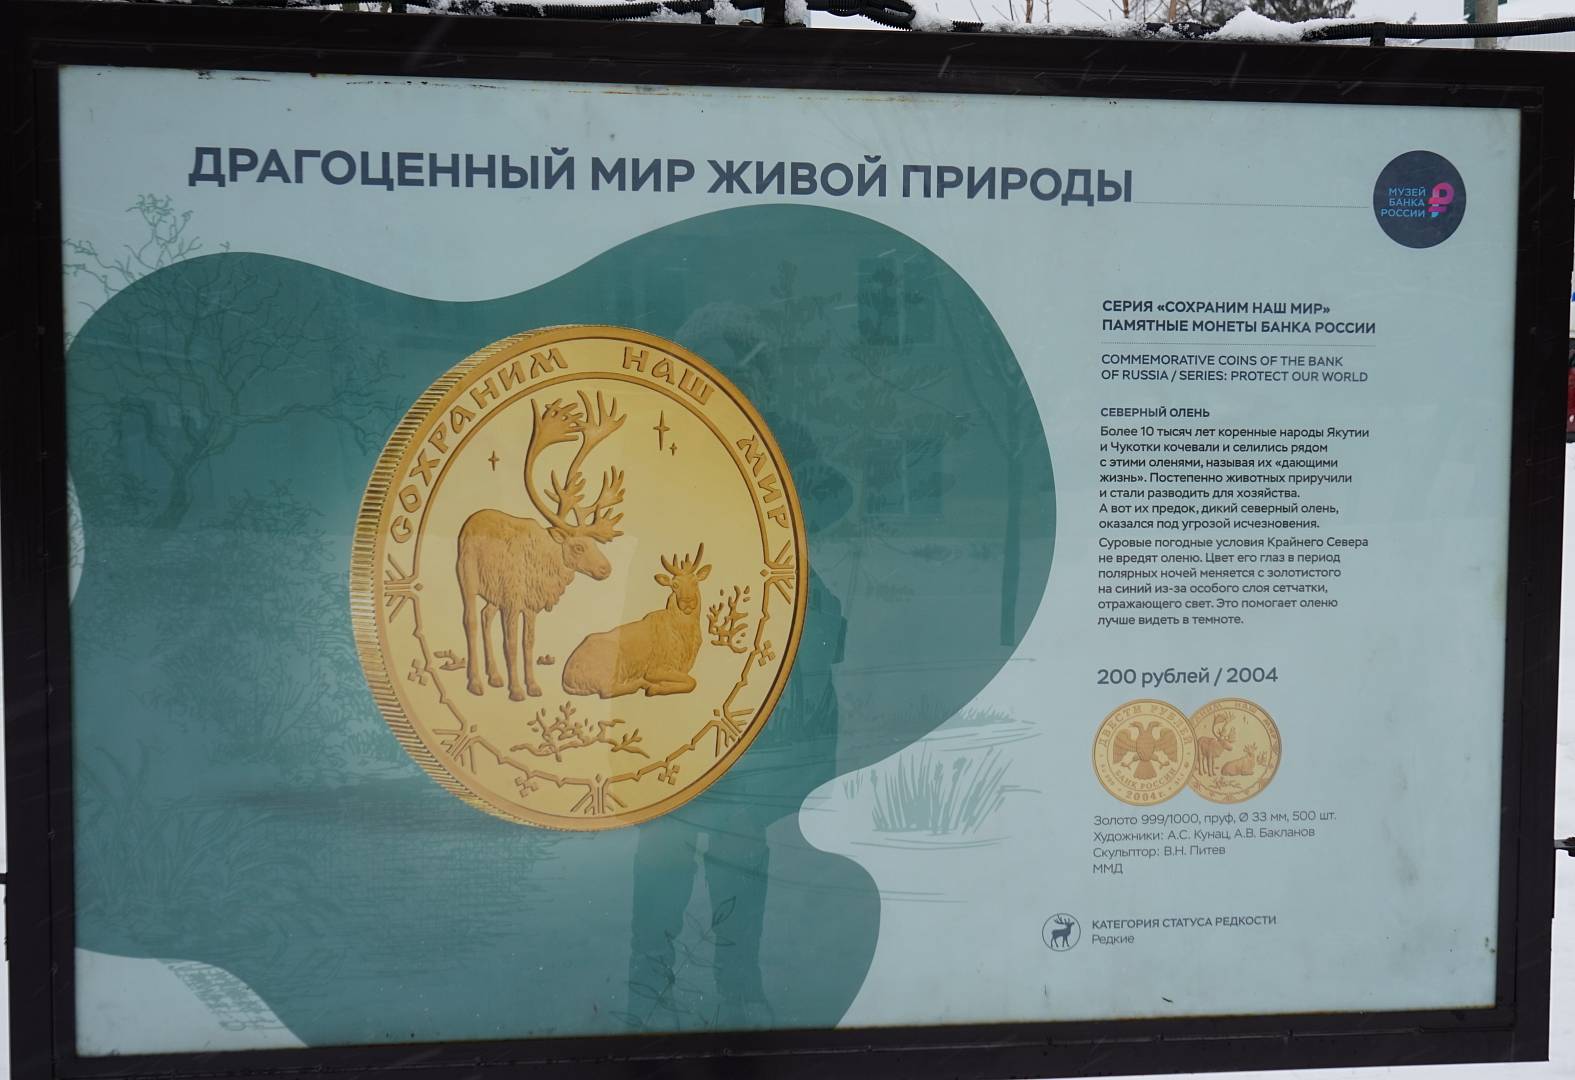 ДРАГОЦЕННЫЙ МИР ЖИВОЙ ПРИРОДЫ
МУЗЕЙ
БАНКА
РОССИИ
СОХРАНИМ НАШ МИР
СЕРИЯ «СОХРАНИМ НАШ МИР»
ПАМЯТНЫЕ МОНЕТЫ БАНКА РОССИИ
COMMEMORATIVE COINS OF THE BANK
OF RUSSIA / SERIES: PROTECT OUR WORLD
СЕВЕРНЫЙ ОЛЕНЬ
Более 10 тысяч лет коренные народы Якутии
и Чукотки кочевали и селились рядом
с этими оленями, называя их «дающими
жизнь». Постепенно животных приручили
и стали разводить для хозяйства.
А вот их предок, дикий северный олень,
оказался под угрозой исчезновения.
Суровые погодные условия Крайнего Севера
не вредят оленю. Цвет его глаз в период
полярных ночей меняется с золотистого
на синий из-за особого слоя сетчатки,
отражающего свет. Это помогает оленю
лучше видеть в темноте.
200 рублей / 2004
ДВЕСТИ РУБЛЕЙ
БАНК РОССИИ
2004 г.
НАШ
Золото 999/1000, пруф, Ø 33 мм, 500 шт.
Художники: А.С. Кунац, А.В. Бакланов
Скульптор: В.Н. Питев
ММД
КАТЕГОРИЯ СТАТУСА РЕДКОСТИ
Редкие